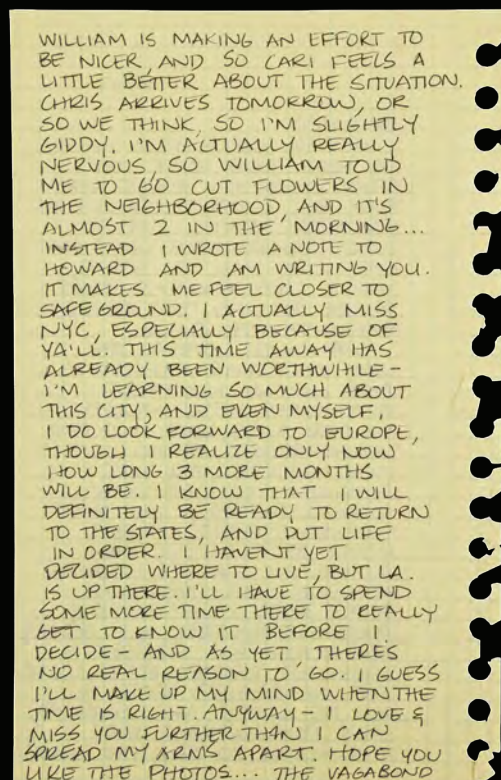 WILLIAM IS MAKING AN EFFORT TO
BE NICER, AND SO CARI FEELS A
LITTLE BETTER ABOUT THE SITUATION.
CHRIS ARRIVES TOMORROW, OR
SO WE THINK, SO I'M SLIGHTLY
GIDDY. I'M ACTUALLY REALLY
NERVOUS, SO WILLIAM TOLD
ME TO GO CUT FLOWERS IN
THE NEIGHBORHOOD, AND IT'S
ALMOST 2 IN THE MORNING...
INSTEAD I WROTE A NOTE TO
HOWARD AND AM WRITING YOU.
IT MAKES ME FEEL CLOSER TO
SAFE GROUND. I ACTUALLY MISS
NYC, ESPECIALLY BECAUSE OF
YA'LL. THIS TIME AWAY HAS
ALREADY BEEN WORTHWHILE-
I'M LEARNING SO MUCH ABOUT
THIS CITY, AND EVEN MYSELF.
I DO LOOK FORWARD TO EUROPE,
THOUGH I REALIZE ONLY NOW
HOW LONG 3 MORE MONTHS
WILL BE. I KNOW THAT I WILL
DEFINITELY BE READY TO RETURN
TO THE STATES, AND PUT LIFE
IN ORDER. I HAVENT YET
DECIDED WHERE TO LIVE, BUT LA.
IS UP THERE. I'LL HAVE TO SPEND
SOME MORE TIME THERE TO REALLY
GET TO KNOW IT BEFORE I
DECIDE- AND AS YET THERE'S
NO REAL REASON TO GO. I GUESS
I'LL MAKE UP MY MIND WHEN THE
TIME IS RIGHT. ANYWAY- I LOVE &
MISS YOU FURTHER THAN I CAN
SPREAD MY ARMS APART. HOPE YOU
LIKE THE PHOTOS... THE VAGABOND